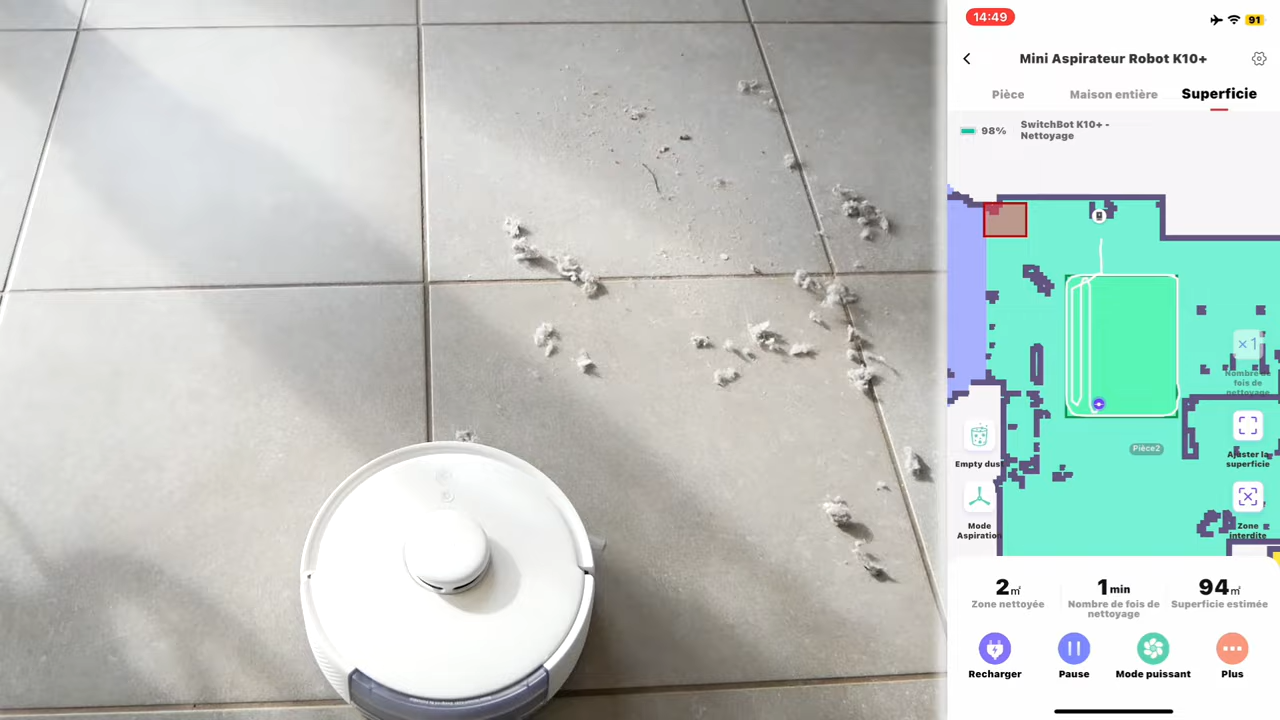 14:49
91
Mini Aspirateur Robot K10+
Pièce
Maison entière
Superficie
98%
SwitchBot K10+ -
Nettoyage
×1
Nombre de
fois de
nettoyage
Pièce2
Empty dust
Ajuster la
superficie
Mode
Aspiration
Zone
interdite
2㎡
Zone nettoyée
1min
Nombre de fois de
nettoyage
94㎡
Superficie estimée
Recharger
Pause
Mode puissant
Plus